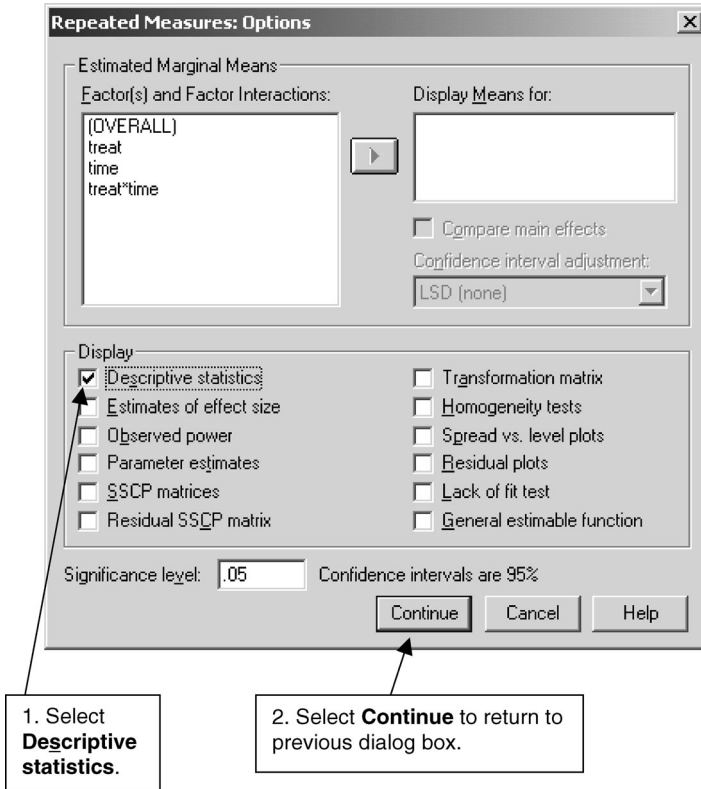 Repeated Measures: Options
Estimated Marginal Means
Factor(s) and Factor Interactions:
(OVERALL)
treat
time
treat*time
Display Means for:
Compare main effects
Confidence interval adjustment:
LSD (none)
Display
Descriptive statistics
Estimates of effect size
Observed power
Parameter estimates
SSCP matrices
Residual SSCP matrix
Transformation matrix
Homogeneity tests
Spread vs. level plots
Residual plots
Lack of fit test
General estimable function
Significance level: .05 Confidence intervals are 95%
Continue Cancel Help
1. Select
Descriptive
statistics.
2. Select Continue to return to
previous dialog box.